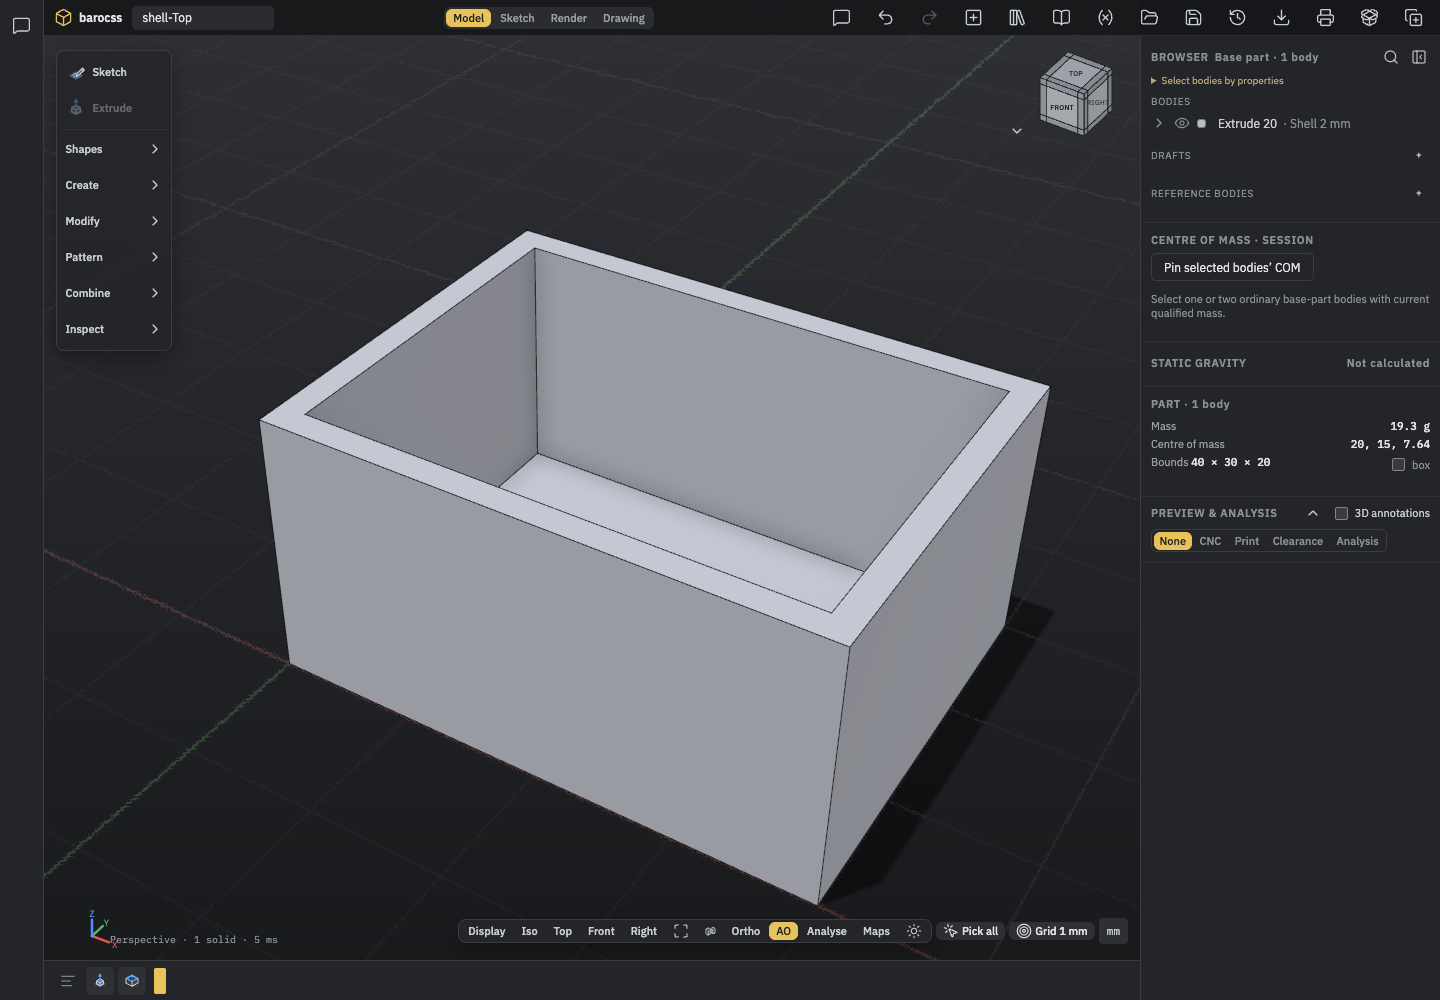 barocss
shell-Top
Model Sketch Render Drawing
Sketch
Extrude
Shapes
Create
Modify
Pattern
Combine
Inspect
TOP
FRONT
RIGHT
BROWSER Base part · 1 body
Select bodies by properties
BODIES
Extrude 20 · Shell 2 mm
DRAFTS
REFERENCE BODIES
CENTRE OF MASS · SESSION
Pin selected bodies’ COM
Select one or two ordinary base-part bodies with current
qualified mass.
STATIC GRAVITY Not calculated
PART · 1 body
Mass 19.3 g
Centre of mass 20, 15, 7.64
Bounds 40 × 30 × 20 box
PREVIEW & ANALYSIS 3D annotations
None CNC Print Clearance Analysis
Z
Y
X
Perspective · 1 solid · 5 ms
Display Iso Top Front Right Ortho AO Analyse Maps Pick all Grid 1 mm mm